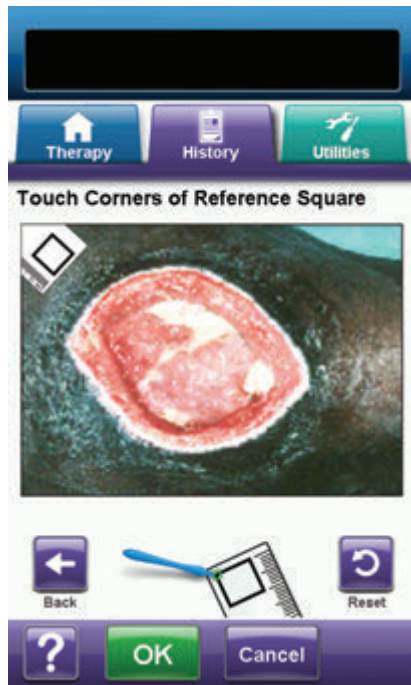 Therapy
History
Utilities
Touch Corners of Reference Square
Back
Reset
?
OK
Cancel